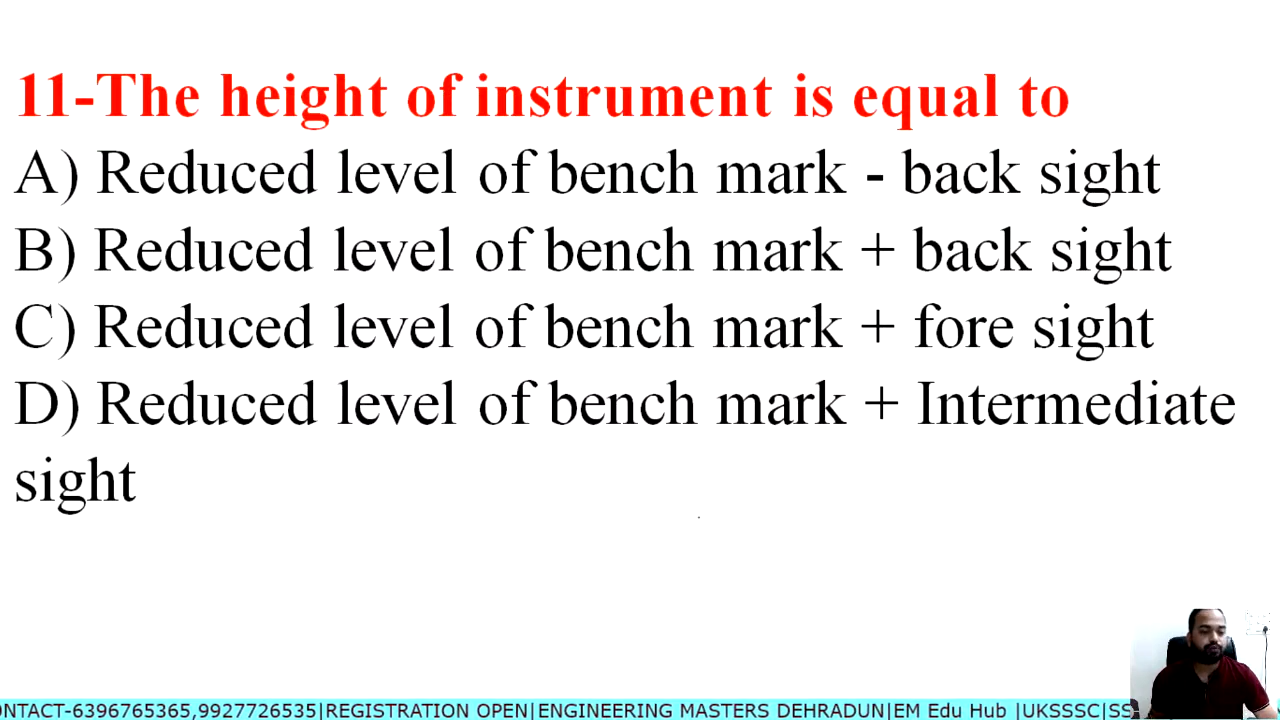 11-The height of instrument is equal to
A) Reduced level of bench mark - back sight
B) Reduced level of bench mark + back sight
C) Reduced level of bench mark + fore sight
D) Reduced level of bench mark + Intermediate
sight
ONTACT-6396765365,9927726535|REGISTRATION OPEN|ENGINEERING MASTERS DEHRADUN|EM Edu Hub |UKSSSC|SS